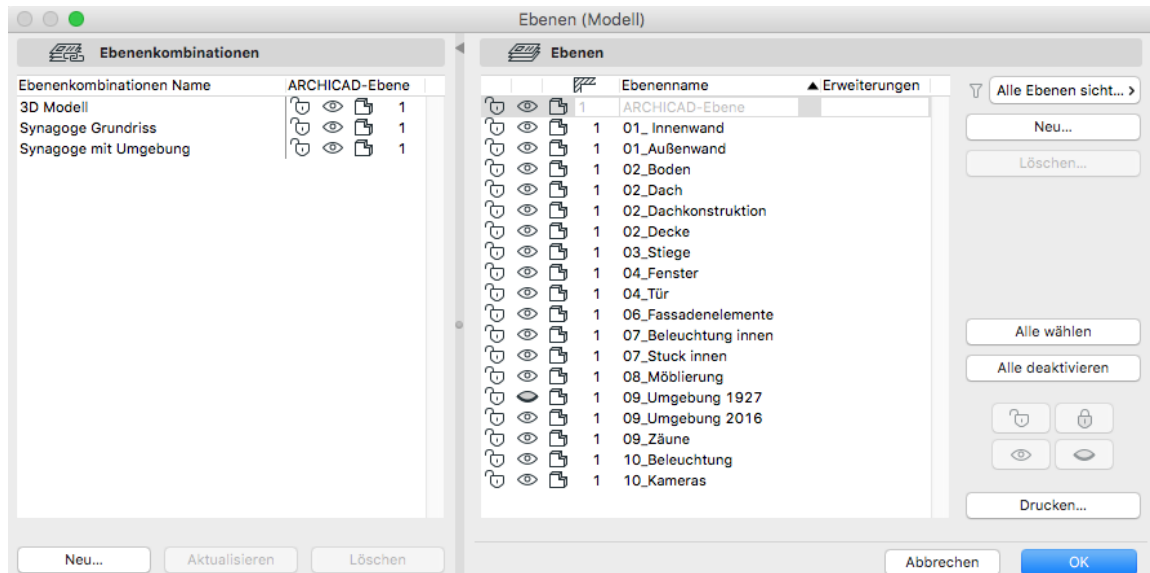 Ebenen (Modell)
Ebenenkombinationen
Ebenenkombinationen Name ARCHICAD-Ebene
3D Modell 1
Synagoge Grundriss 1
Synagoge mit Umgebung 1
Neu... Aktualisieren Löschen
Ebenen
Ebenenname Erweiterungen
1 ARCHICAD-Ebene
1 01_ Innenwand
1 01_Außenwand
1 02_Boden
1 02_Dach
1 02_Dachkonstruktion
1 02_Decke
1 03_Stiege
1 04_Fenster
1 04_Tür
1 06_Fassadenelemente
1 07_Beleuchtung innen
1 07_Stuck innen
1 08_Möblierung
1 09_Umgebung 1927
1 09_Umgebung 2016
1 09_Zäune
1 10_Beleuchtung
1 10_Kameras
Alle Ebenen sicht... >
Neu...
Löschen...
Alle wählen
Alle deaktivieren
Drucken...
Abbrechen OK